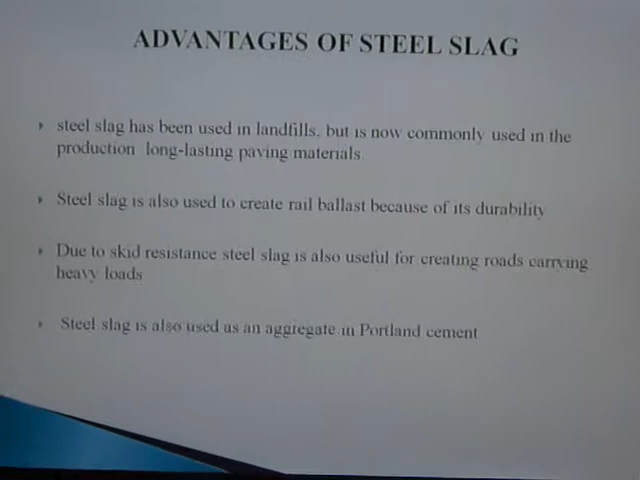 ADVANTAGES OF STEEL SLAG
steel slag has been used in landfills, but is now commonly used in the
production long-lasting paving materials.
Steel slag is also used to create rail ballast because of its durability
Due to skid resistance steel slag is also useful for creating roads carrying
heavy loads
Steel slag is also used as an aggregate in Portland cement